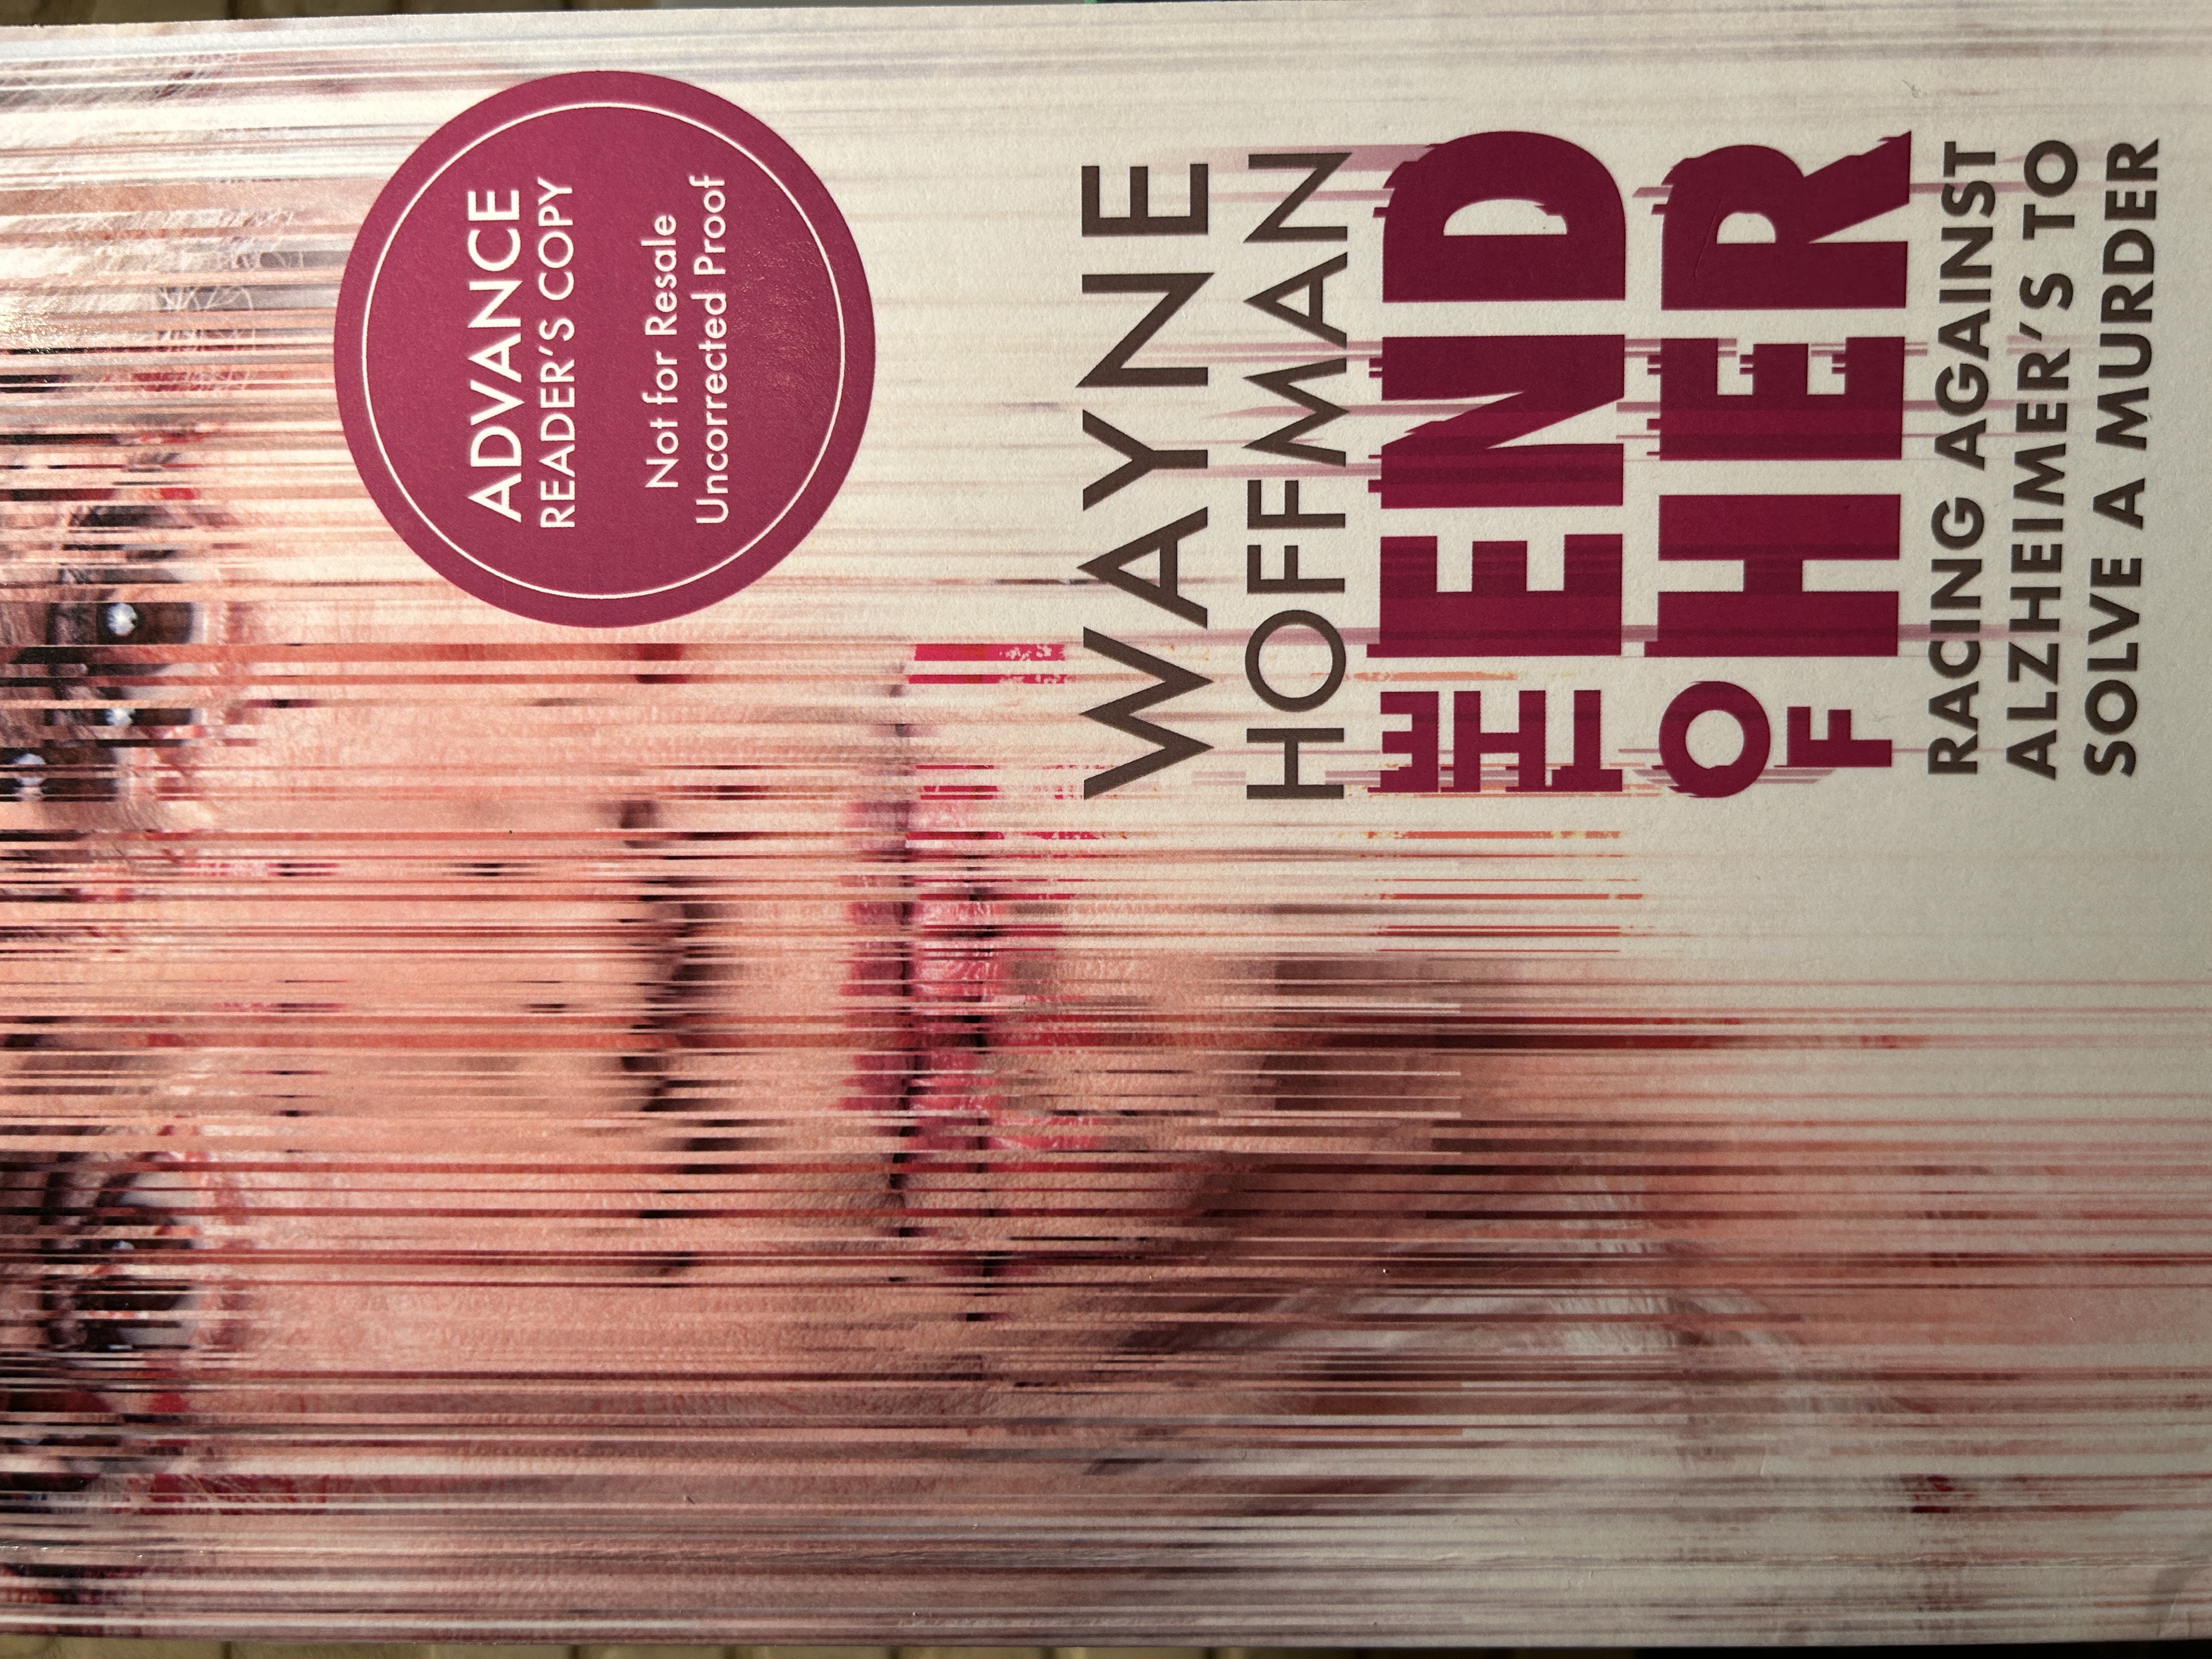 ADVANCE
READER'S COPY
Not for Resale
Uncorrected Proof
WAYNE
HOFFMAN
THE END
OF HER
RACING AGAINST
ALZHEIMER'S TO
SOLVE A MURDER